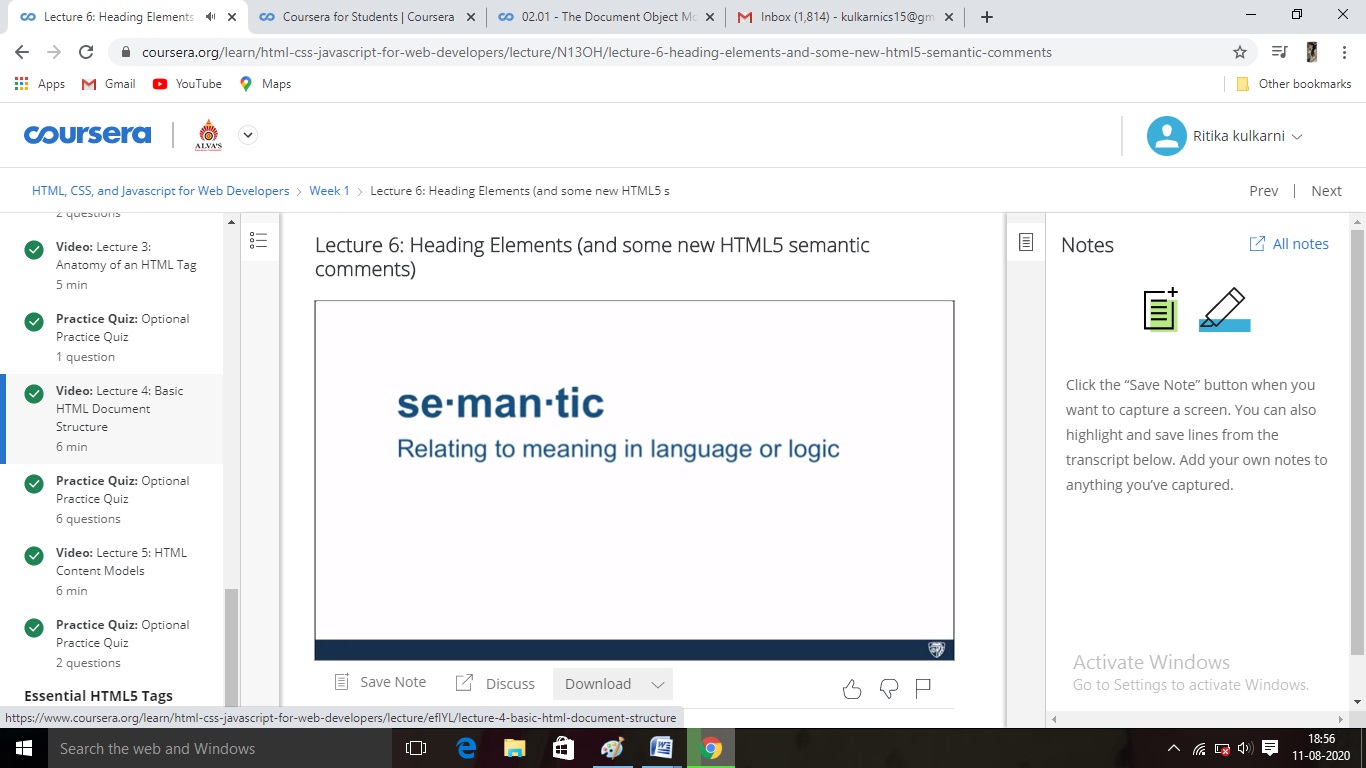 Lecture 6: Heading Elements
Coursera for Students | Coursera
02.01 - The Document Object Mo
Inbox (1,814) - kulkarnics15@gm
coursera.org/learn/html-css-javascript-for-web-developers/lecture/N13OH/lecture-6-heading-elements-and-some-new-html5-semantic-comments
Apps
Gmail
YouTube
Maps
Other bookmarks
coursera
ALVA'S
Ritika kulkarni
HTML, CSS, and Javascript for Web Developers > Week 1 > Lecture 6: Heading Elements (and some new HTML5 s
Prev | Next
2 questions
Video: Lecture 3:
Anatomy of an HTML Tag
5 min
Practice Quiz: Optional
Practice Quiz
1 question
Video: Lecture 4: Basic
HTML Document
Structure
6 min
Practice Quiz: Optional
Practice Quiz
6 questions
Video: Lecture 5: HTML
Content Models
6 min
Practice Quiz: Optional
Practice Quiz
2 questions
Essential HTML5 Tags
Lecture 6: Heading Elements (and some new HTML5 semantic
comments)
se·man·tic
Relating to meaning in language or logic
Save Note
Discuss
Download
Notes
All notes
Click the “Save Note” button when you
want to capture a screen. You can also
highlight and save lines from the
transcript below. Add your own notes to
anything you’ve captured.
Activate Windows
Go to Settings to activate Windows.
https://www.coursera.org/learn/html-css-javascript-for-web-developers/lecture/eflYL/lecture-4-basic-html-document-structure
Search the web and Windows
18:56
11-08-2020